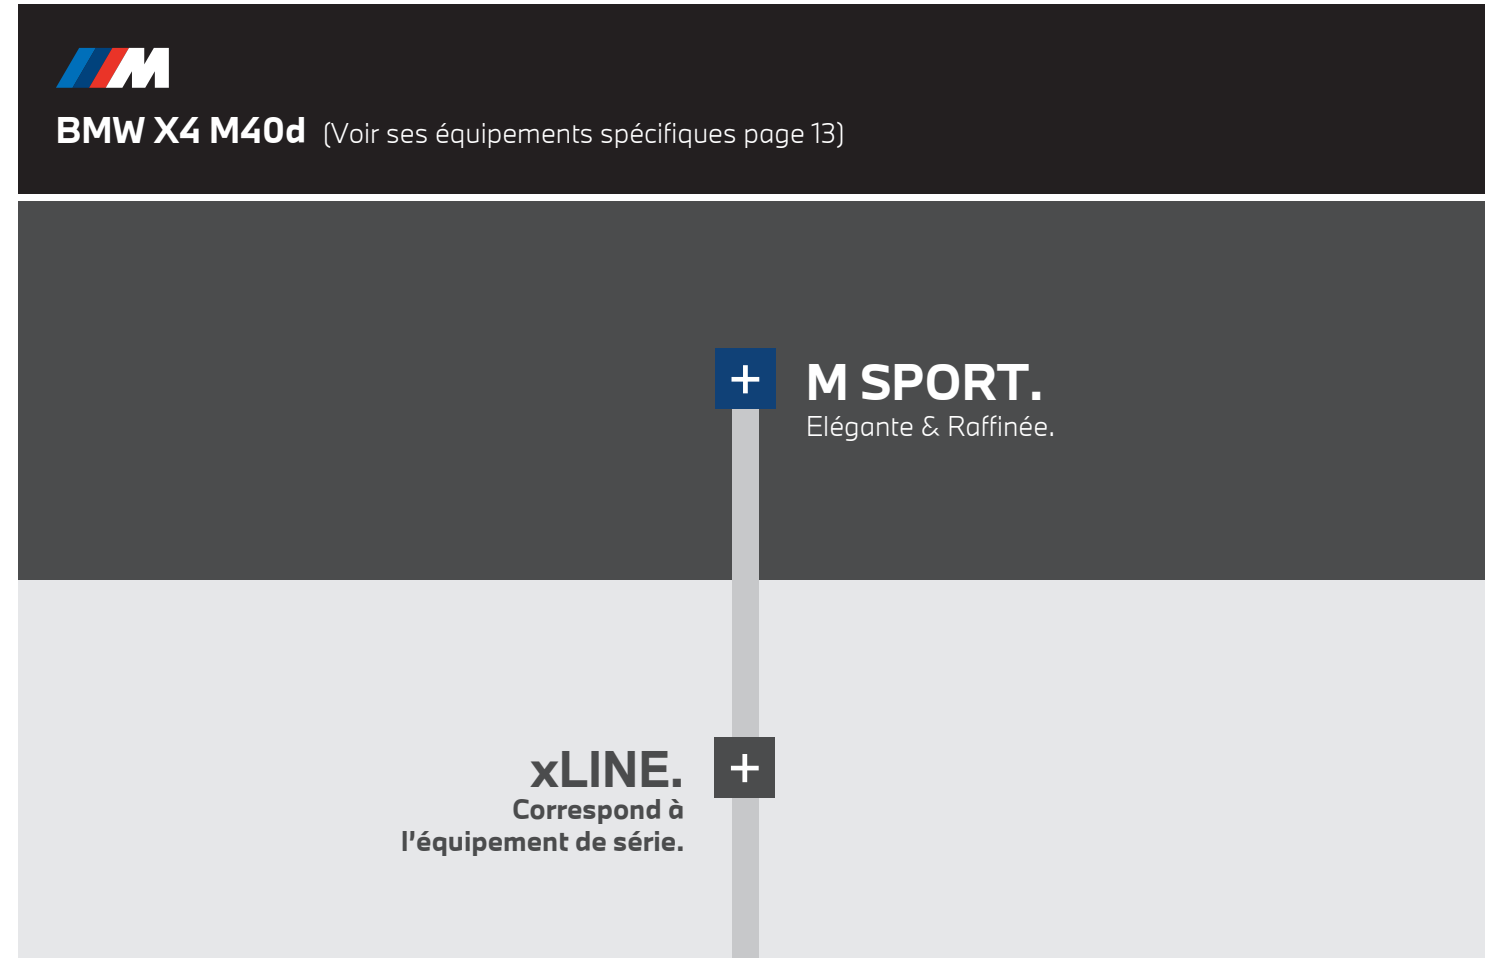 M
BMW X4 M40d (Voir ses équipements spécifiques page 13)
M SPORT.
Elégante & Raffinée.
xLINE.
Correspond à
l’équipement de série.